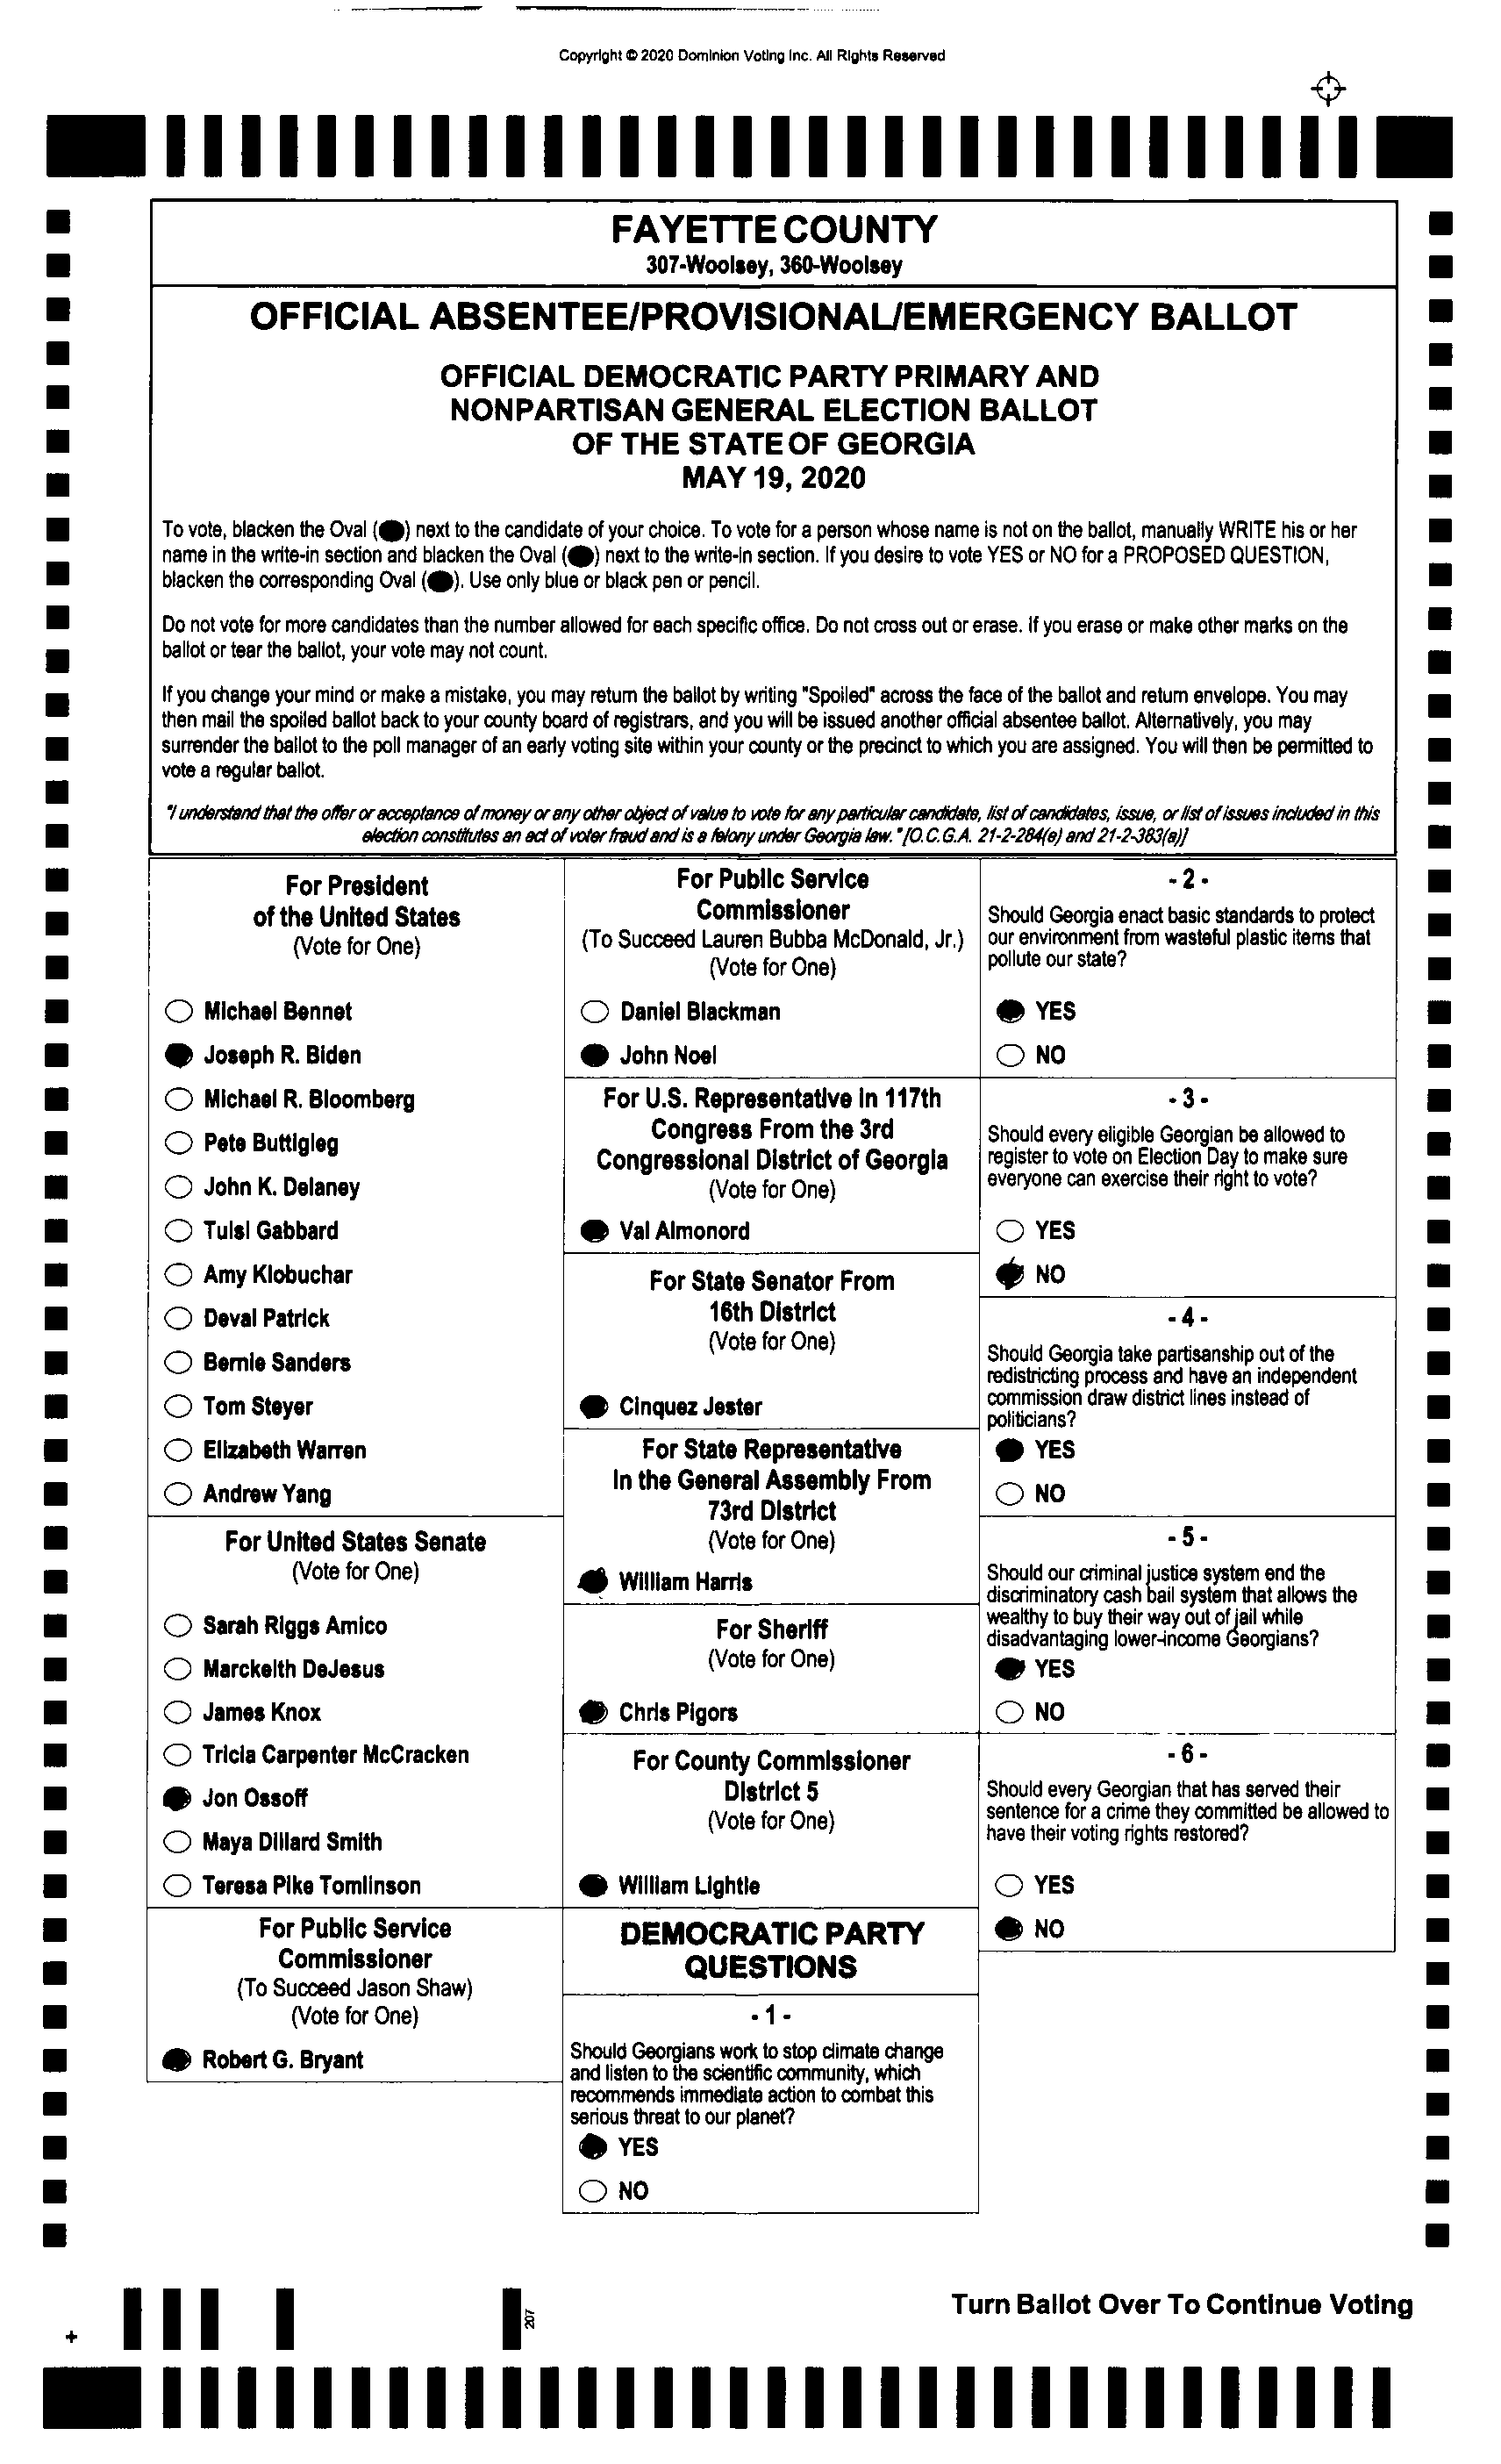 Copyright © 2020 Dominion Voting Inc. All Rights Reserved
FAYETTE COUNTY
307-Woolsey, 360-Woolsey
OFFICIAL ABSENTEE/PROVISIONAL/EMERGENCY BALLOT
OFFICIAL DEMOCRATIC PARTY PRIMARY AND
NONPARTISAN GENERAL ELECTION BALLOT
OF THE STATE OF GEORGIA
MAY 19, 2020
To vote, blacken the Oval (●) next to the candidate of your choice. To vote for a person whose name is not on the ballot, manually WRITE his or her
name in the write-in section and blacken the Oval (●) next to the write-in section. If you desire to vote YES or NO for a PROPOSED QUESTION,
blacken the corresponding Oval (●). Use only blue or black pen or pencil.
Do not vote for more candidates than the number allowed for each specific office. Do not cross out or erase. If you erase or make other marks on the
ballot or tear the ballot, your vote may not count.
If you change your mind or make a mistake, you may return the ballot by writing "Spoiled" across the face of the ballot and return envelope. You may
then mail the spoiled ballot back to your county board of registrars, and you will be issued another official absentee ballot. Alternatively, you may
surrender the ballot to the poll manager of an early voting site within your county or the precinct to which you are assigned. You will then be permitted to
vote a regular ballot.
"I understand that the offer or acceptance of money or any other object of value to vote for any particular candidate, list of candidates, issue, or list of issues included in this
election constitutes an act of voter fraud and is a felony under Georgia law." [O.C.G.A. 21-2-284(e) and 21-2-383(a)]
For President
of the United States
(Vote for One)
Michael Bennet
Joseph R. Biden
Michael R. Bloomberg
Pete Buttigieg
John K. Delaney
Tulsi Gabbard
Amy Klobuchar
Deval Patrick
Bernie Sanders
Tom Steyer
Elizabeth Warren
Andrew Yang
For United States Senate
(Vote for One)
Sarah Riggs Amico
Marckeith DeJesus
James Knox
Tricia Carpenter McCracken
Jon Ossoff
Maya Dillard Smith
Teresa Pike Tomlinson
For Public Service
Commissioner
(To Succeed Jason Shaw)
(Vote for One)
Robert G. Bryant
For Public Service
Commissioner
(To Succeed Lauren Bubba McDonald, Jr.)
(Vote for One)
Daniel Blackman
John Noel
For U.S. Representative in 117th
Congress From the 3rd
Congressional District of Georgia
(Vote for One)
Val Almonord
For State Senator From
16th District
(Vote for One)
Cinquez Jester
For State Representative
In the General Assembly From
73rd District
(Vote for One)
William Harris
For Sheriff
(Vote for One)
Chris Pigors
For County Commissioner
District 5
(Vote for One)
William Lightle
DEMOCRATIC PARTY
QUESTIONS
- 1 -
Should Georgians work to stop climate change
and listen to the scientific community, which
recommends immediate action to combat this
serious threat to our planet?
YES
NO
- 2 -
Should Georgia enact basic standards to protect
our environment from wasteful plastic items that
pollute our state?
YES
NO
- 3 -
Should every eligible Georgian be allowed to
register to vote on Election Day to make sure
everyone can exercise their right to vote?
YES
NO
- 4 -
Should Georgia take partisanship out of the
redistricting process and have an independent
commission draw district lines instead of
politicians?
YES
NO
- 5 -
Should our criminal justice system end the
discriminatory cash bail system that allows the
wealthy to buy their way out of jail while
disadvantaging lower-income Georgians?
YES
NO
- 6 -
Should every Georgian that has served their
sentence for a crime they committed be allowed to
have their voting rights restored?
YES
NO
Turn Ballot Over To Continue Voting
207
+